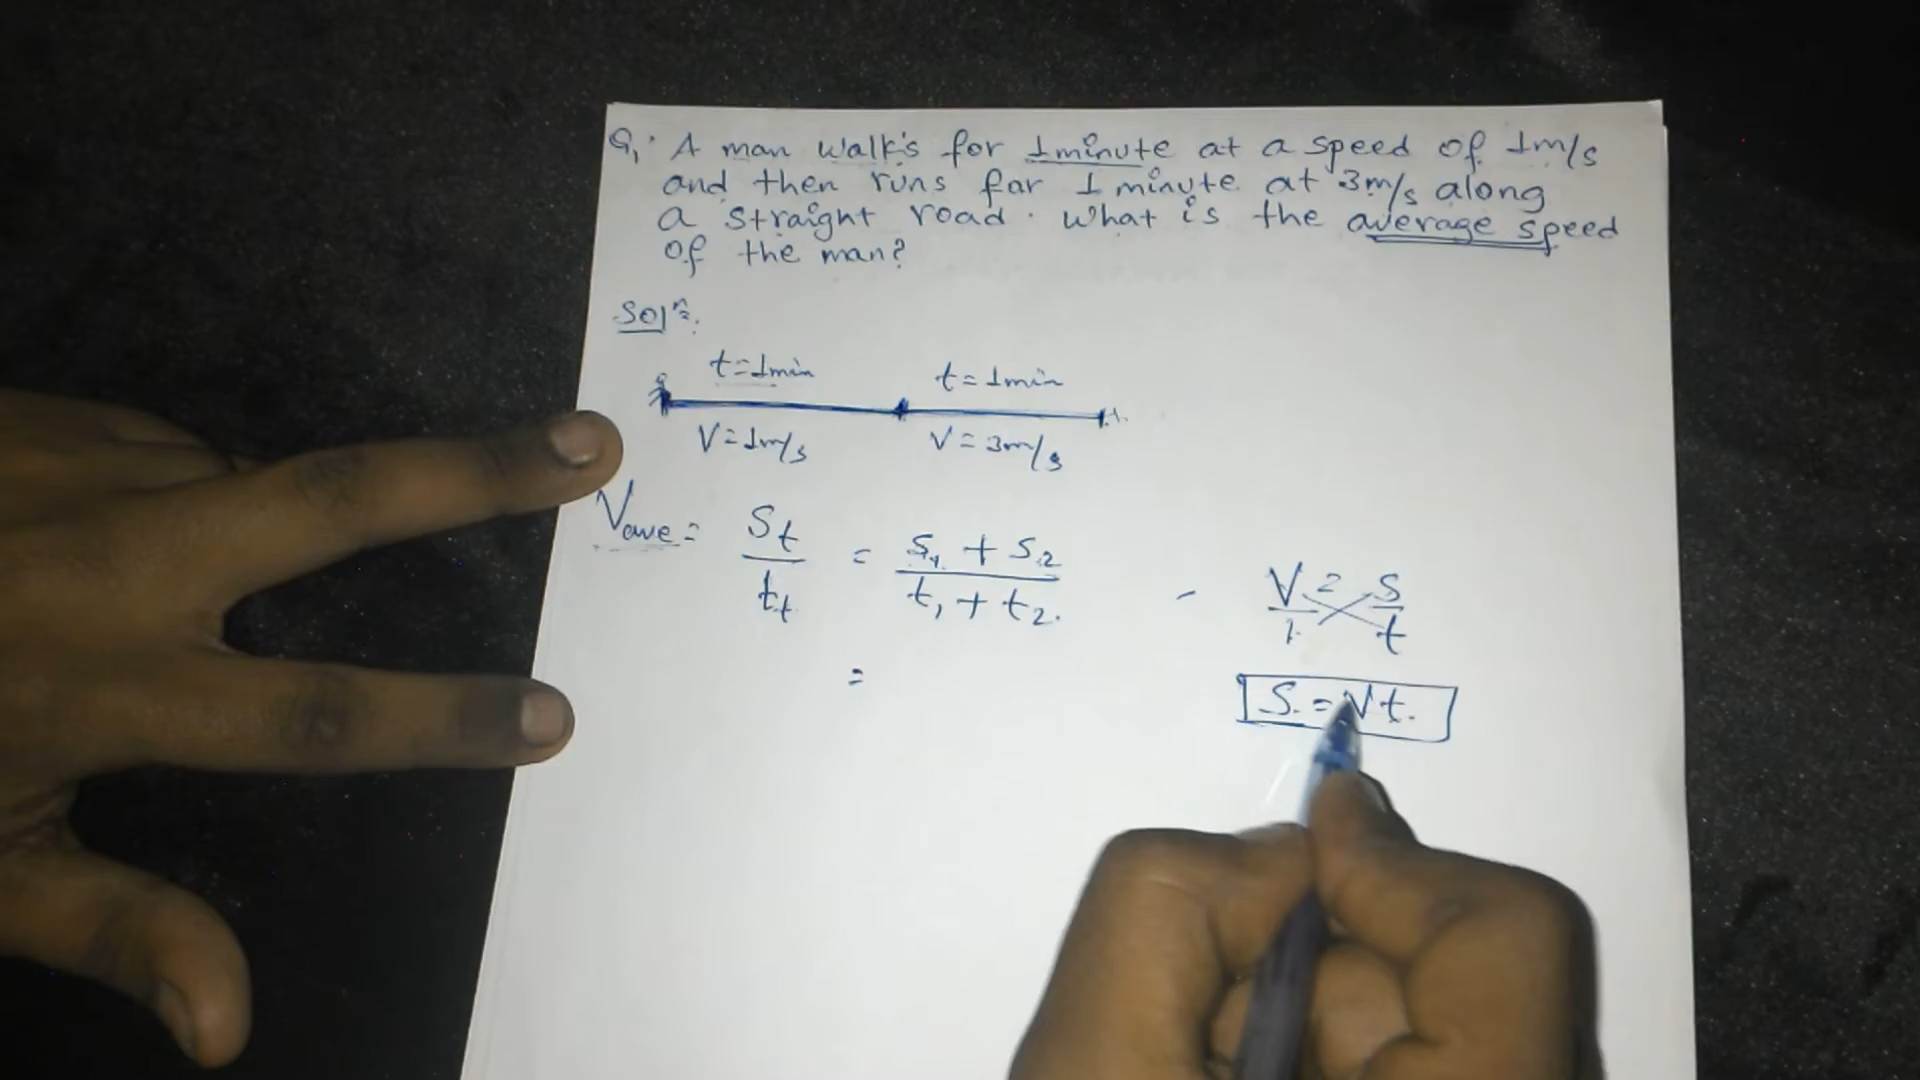 Q1. A man walk's for 1minute at a speed of 1m/s
and then runs for 1 minute at 3m/s along
a straight road. What is the average speed
of the man?
Solⁿ.
t=1min t=1min
V=1m/s V=3m/s
Vave= St/tt = S1+S2/t1+t2. - V/1 = S/t
=
S.=Vt.